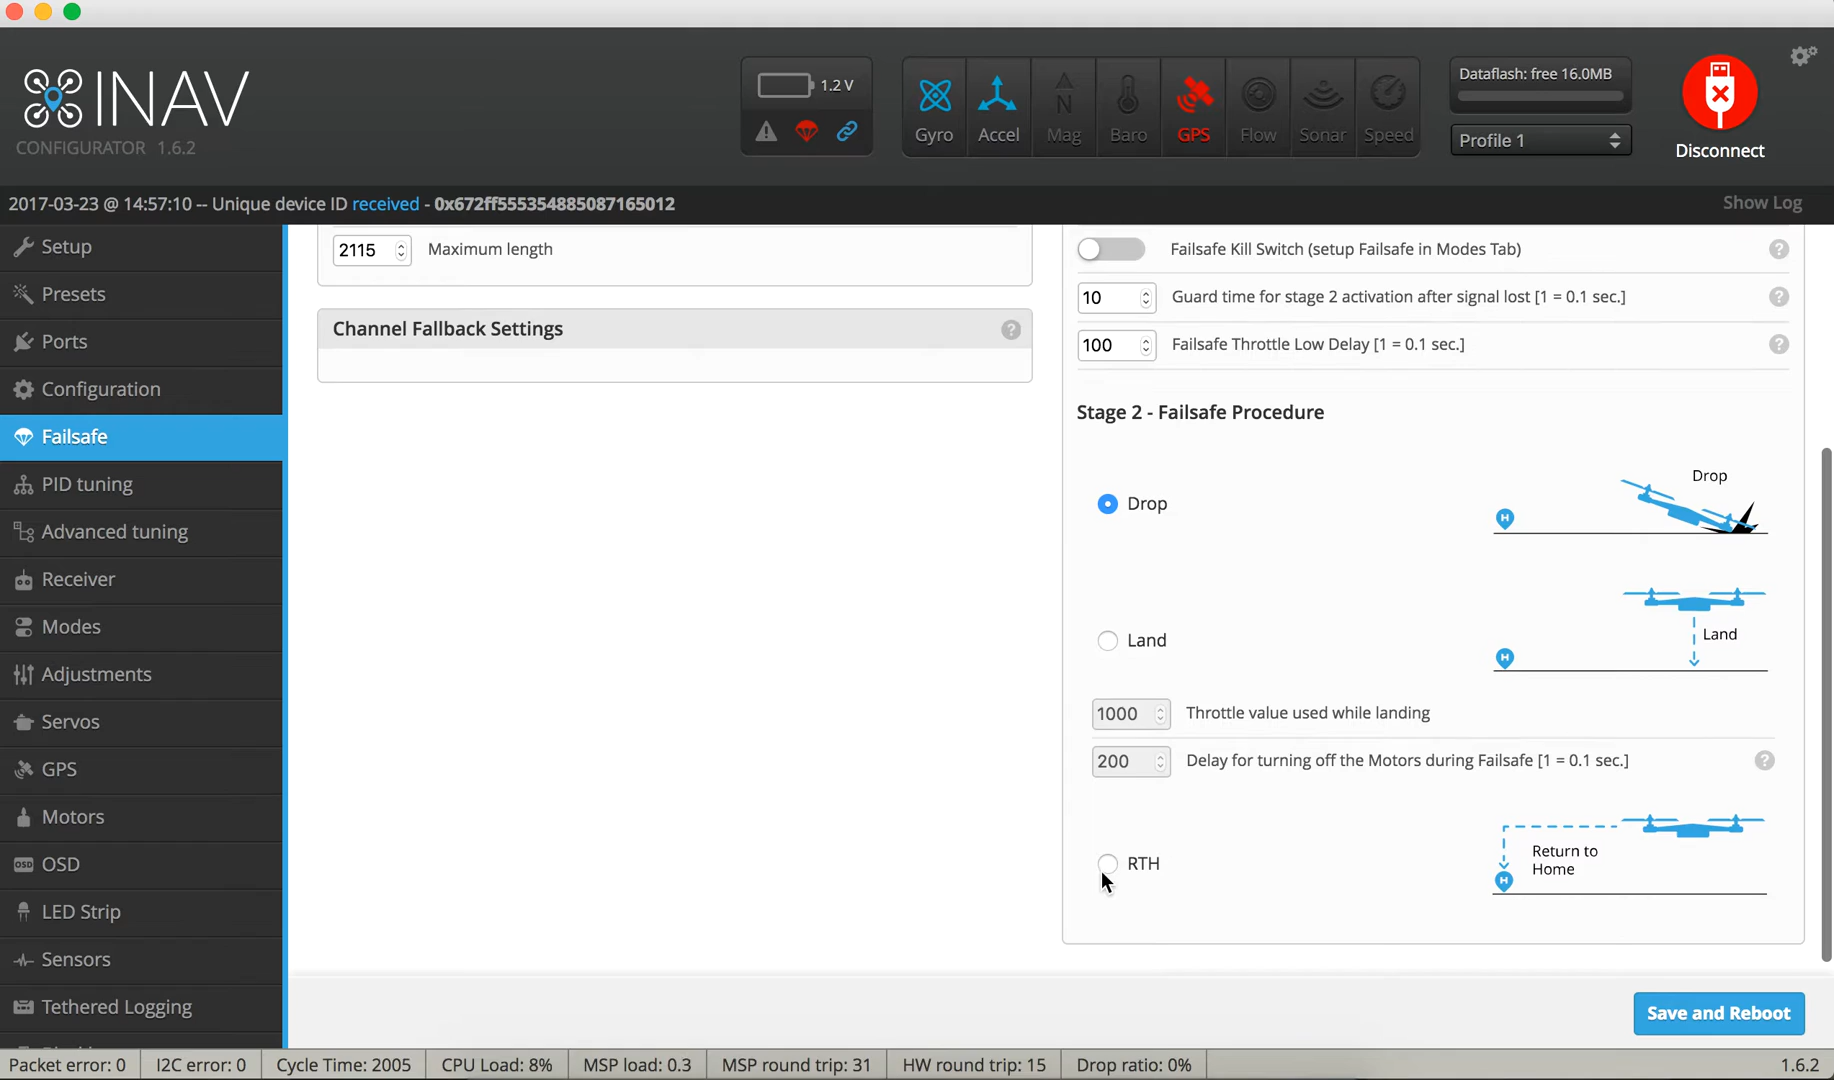 INAV
CONFIGURATOR 1.6.2
1.2 V
Gyro
Accel
Mag
Baro
GPS
Flow
Sonar
Speed
Dataflash: free 16.0MB
Profile 1
Disconnect
2017-03-23 @ 14:57:10 -- Unique device ID received - 0x672ff555354885087165012
Show Log
Setup
Presets
Ports
Configuration
Failsafe
PID tuning
Advanced tuning
Receiver
Modes
Adjustments
Servos
GPS
Motors
OSD
LED Strip
Sensors
Tethered Logging
2115 Maximum length
Channel Fallback Settings
Failsafe Kill Switch (setup Failsafe in Modes Tab)
10 Guard time for stage 2 activation after signal lost [1 = 0.1 sec.]
100 Failsafe Throttle Low Delay [1 = 0.1 sec.]
Stage 2 - Failsafe Procedure
Drop
Drop
H
Land
Land
H
1000 Throttle value used while landing
200 Delay for turning off the Motors during Failsafe [1 = 0.1 sec.]
RTH
Return to
Home
H
Save and Reboot
Packet error: 0
I2C error: 0
Cycle Time: 2005
CPU Load: 8%
MSP load: 0.3
MSP round trip: 31
HW round trip: 15
Drop ratio: 0%
1.6.2